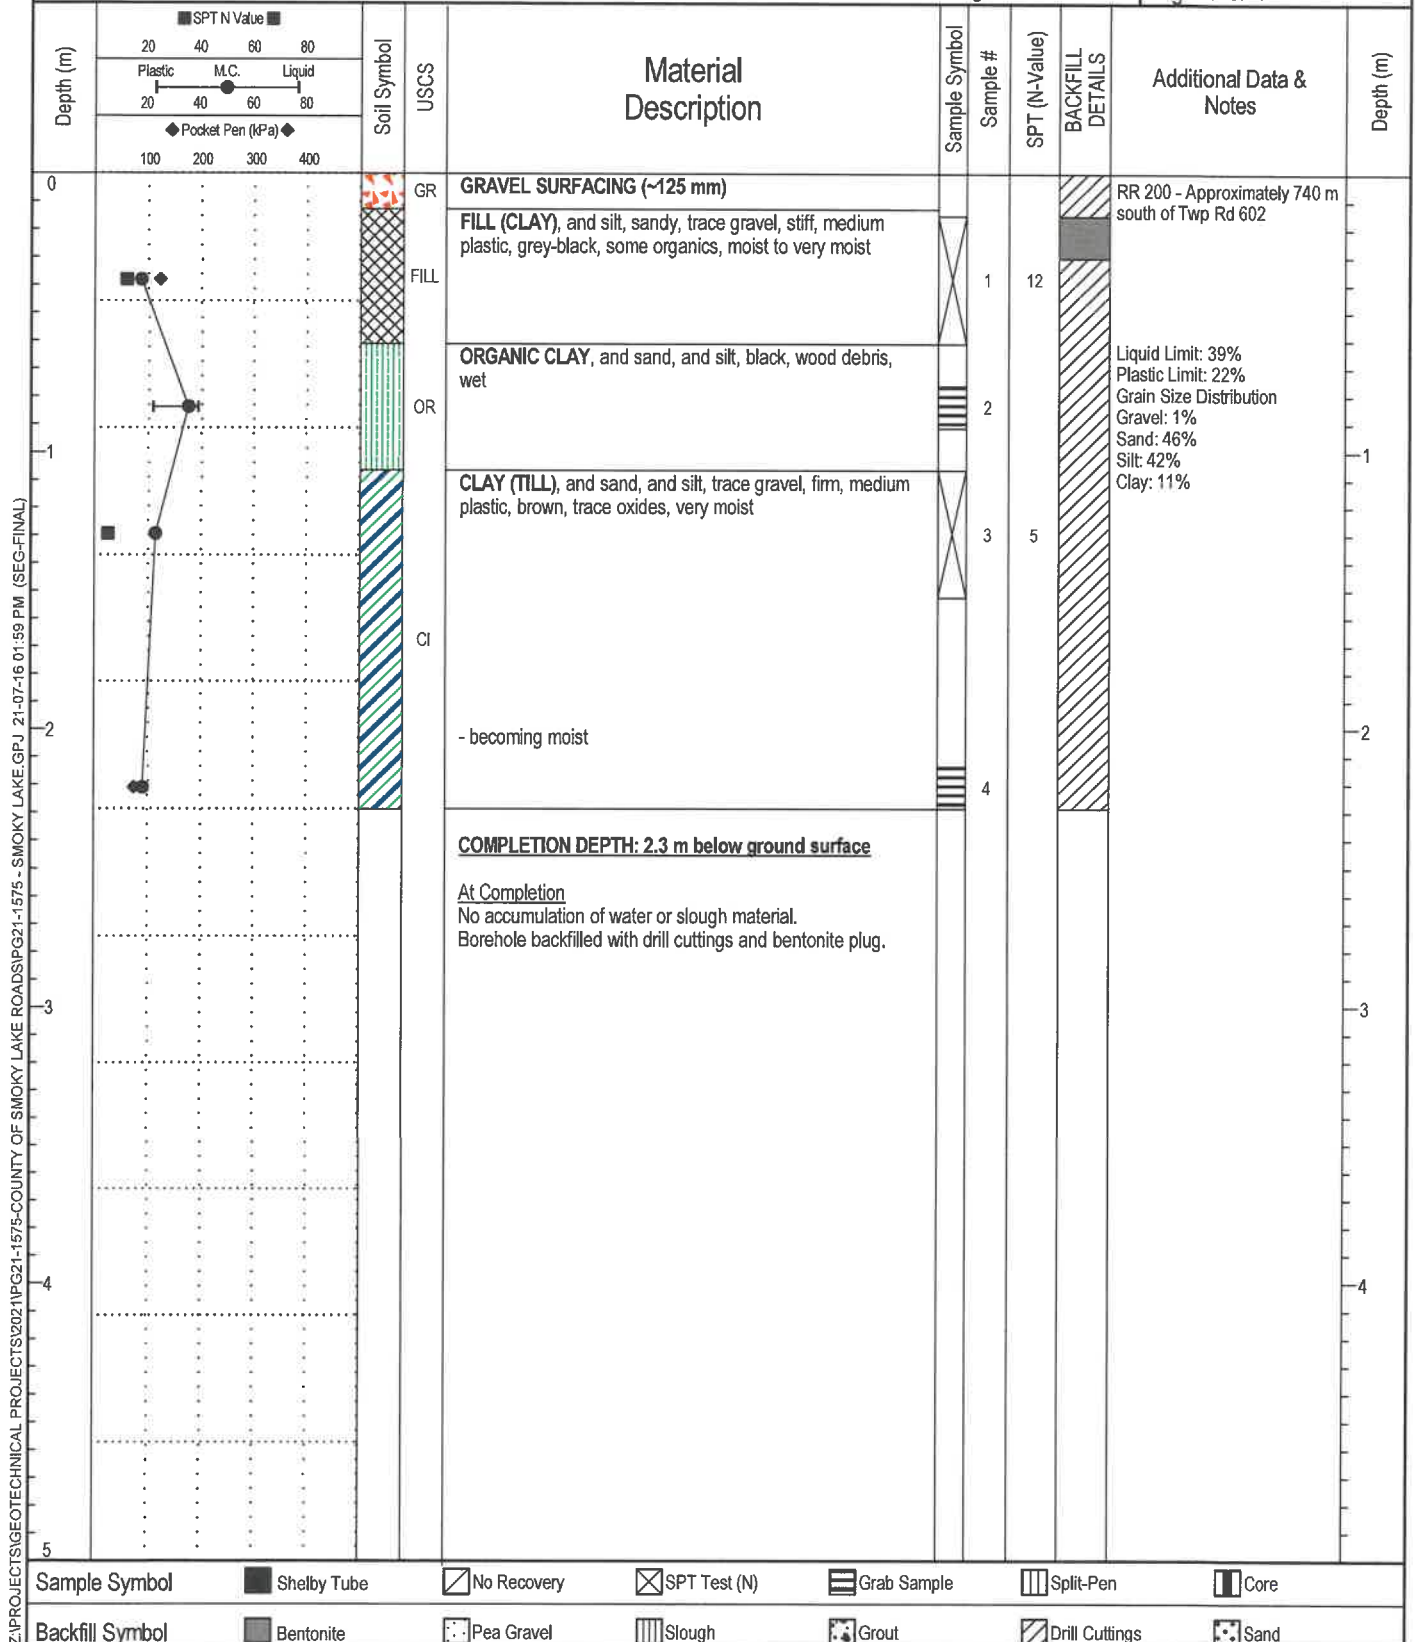 SPT N Value
20 40 60 80
Plastic M.C. Liquid
20 40 60 80
Pocket Pen (kPa)
100 200 300 400
Depth (m)
Soil Symbol
USCS
Material
Description
Sample Symbol
Sample #
SPT (N-Value)
BACKFILL
DETAILS
Additional Data &
Notes
Depth (m)
0
GR
GRAVEL SURFACING (~125 mm)
RR 200 - Approximately 740 m
south of Twp Rd 602
FILL (CLAY), and silt, sandy, trace gravel, stiff, medium
plastic, grey-black, some organics, moist to very moist
FILL
1
12
ORGANIC CLAY, and sand, and silt, black, wood debris,
wet
OR
2
Liquid Limit: 39%
Plastic Limit: 22%
Grain Size Distribution
Gravel: 1%
Sand: 46%
Silt: 42%
Clay: 11%
1
1
CLAY (TILL), and sand, and silt, trace gravel, firm, medium
plastic, brown, trace oxides, very moist
3
5
CI
2
- becoming moist
2
4
COMPLETION DEPTH: 2.3 m below ground surface
At Completion
No accumulation of water or slough material.
Borehole backfilled with drill cuttings and bentonite plug.
3
3
4
4
5
Z:\PROJECTS\GEOTECHNICAL PROJECTS\2021\PG21-1575-COUNTY OF SMOKY LAKE ROADS\PG21-1575 - SMOKY LAKE.GPJ 21-07-16 01:59 PM (SEG-FINAL)
Sample Symbol Shelby Tube No Recovery SPT Test (N) Grab Sample Split-Pen Core
Backfill Symbol Bentonite Pea Gravel Slough Grout Drill Cuttings Sand